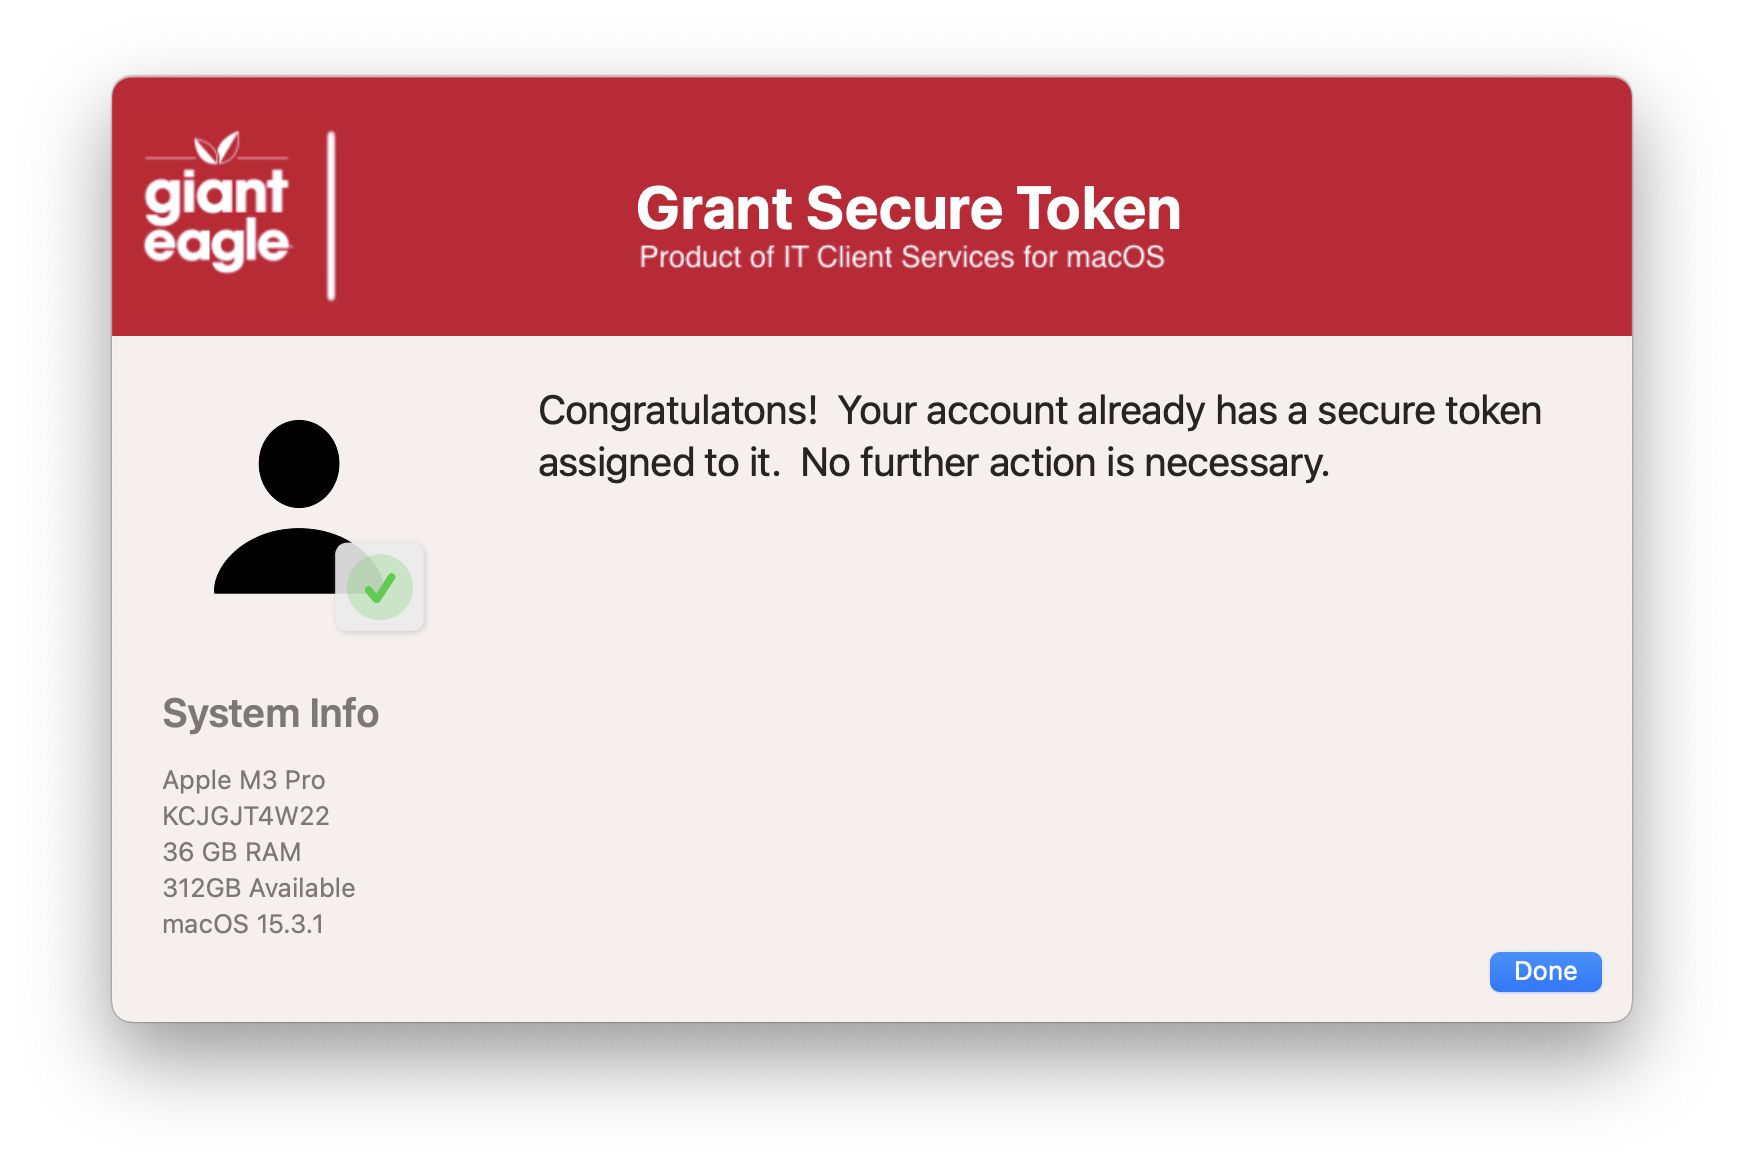 giant
eagle
Grant Secure Token
Product of IT Client Services for macOS
Congratulatons!  Your account already has a secure token
assigned to it.  No further action is necessary.
System Info
Apple M3 Pro
KCJGJT4W22
36 GB RAM
312GB Available
macOS 15.3.1
Done